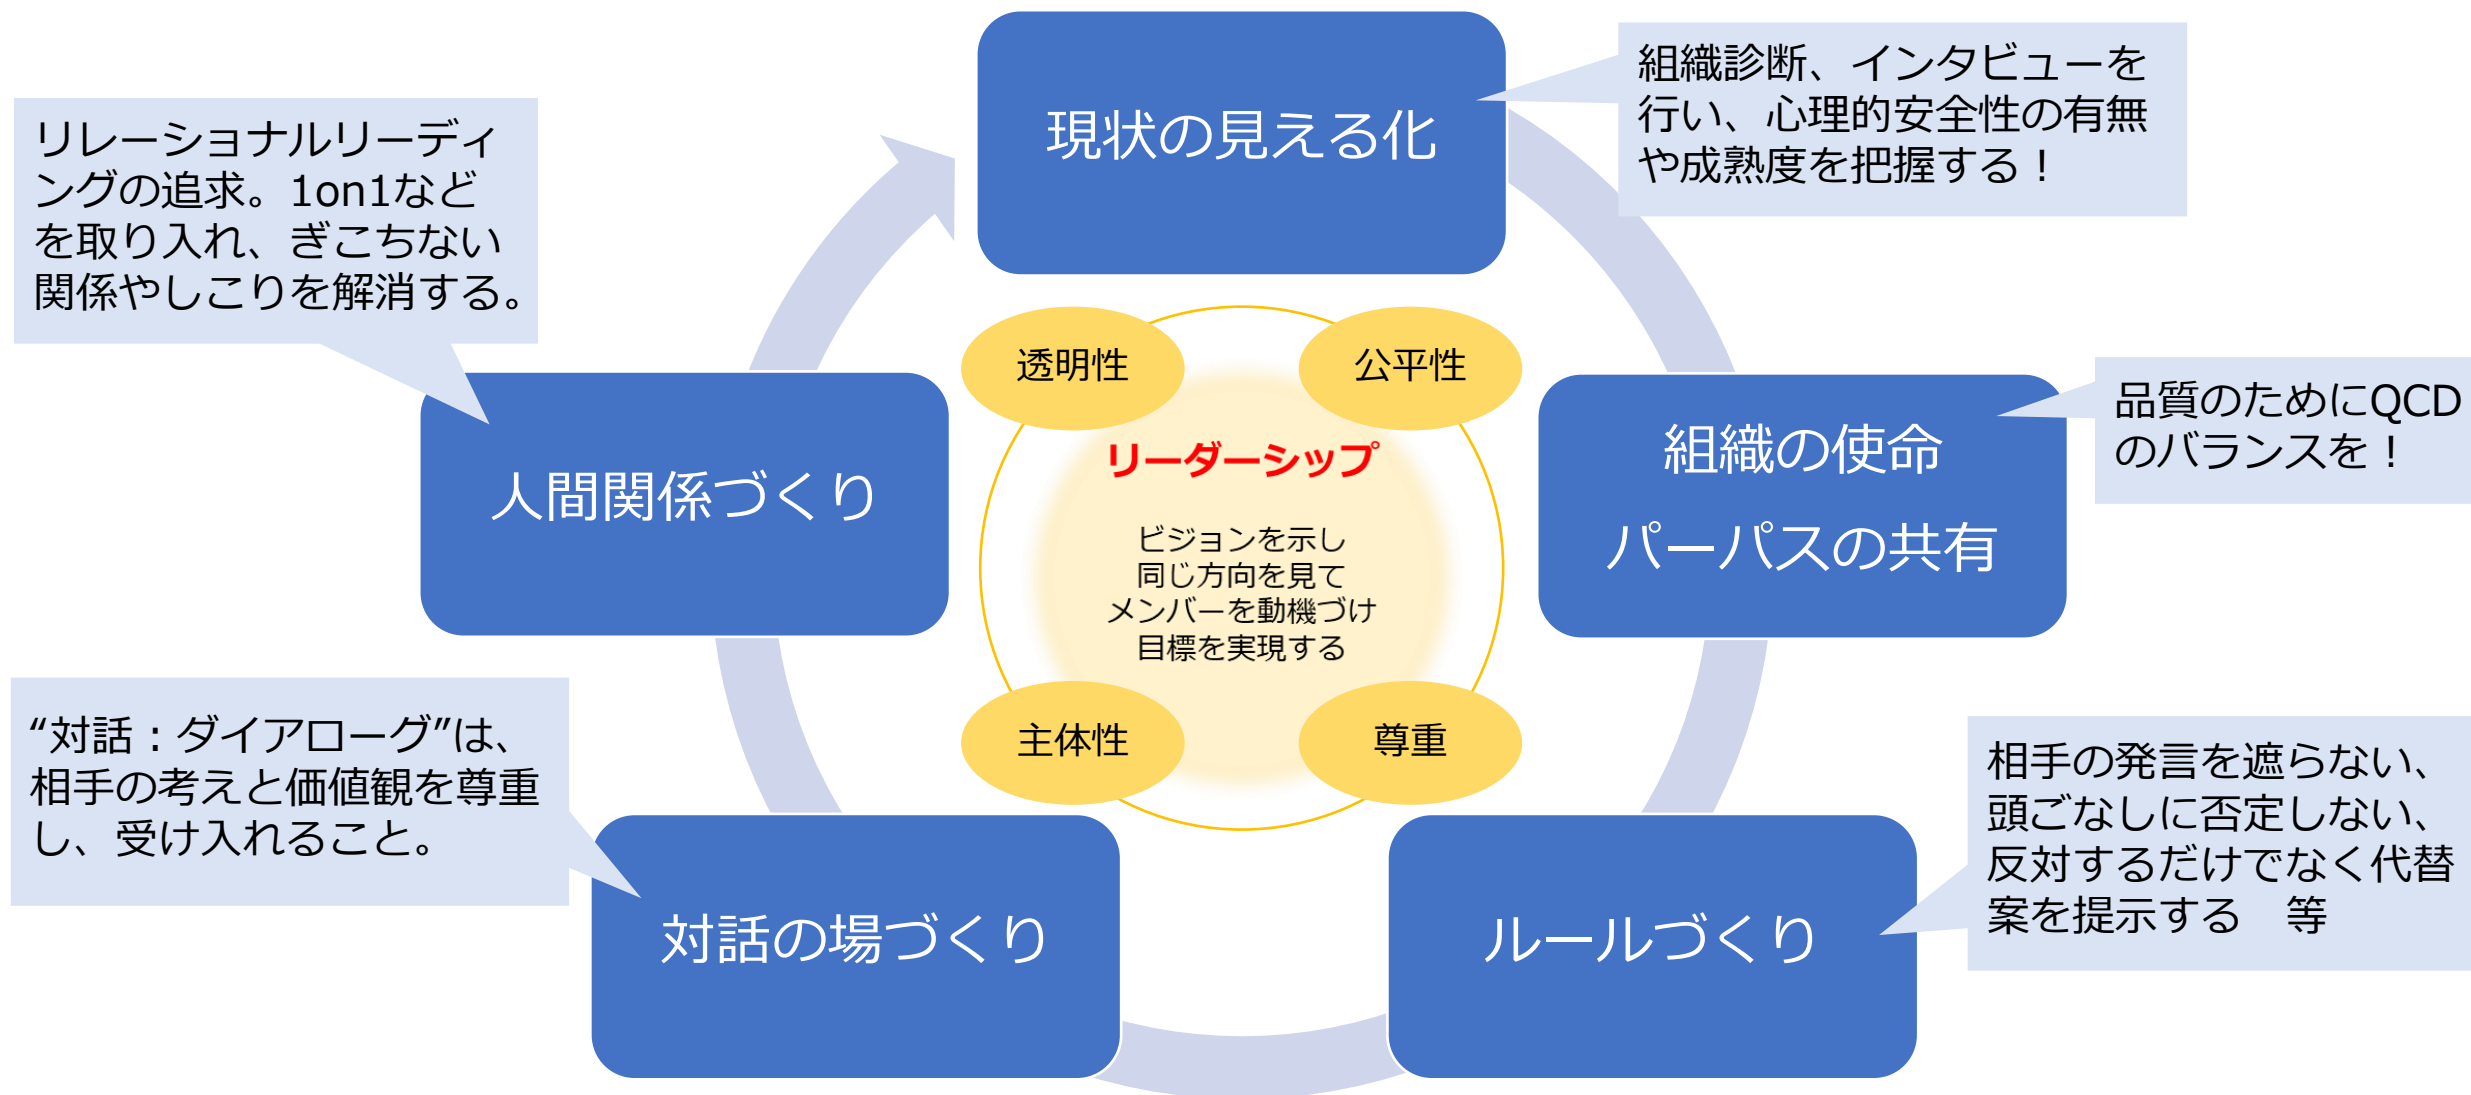 現状の見える化
組織診断、インタビューを
行い、心理的安全性の有無
や成熟度を把握する！
リレーショナルリーディ
ングの追求。1on1など
を取り入れ、ぎこちない
関係やしこりを解消する。
透明性
公平性
品質のためにQCD
のバランスを！
組織の使命
パーパスの共有
人間関係づくり
リーダーシップ
ビジョンを示し
同じ方向を見て
メンバーを動機づけ
目標を実現する
主体性
尊重
“対話：ダイアローグ”は、
相手の考えと価値観を尊重
し、受け入れること。
相手の発言を遮らない、
頭ごなしに否定しない、
反対するだけでなく代替
案を提示する　等
対話の場づくり
ルールづくり